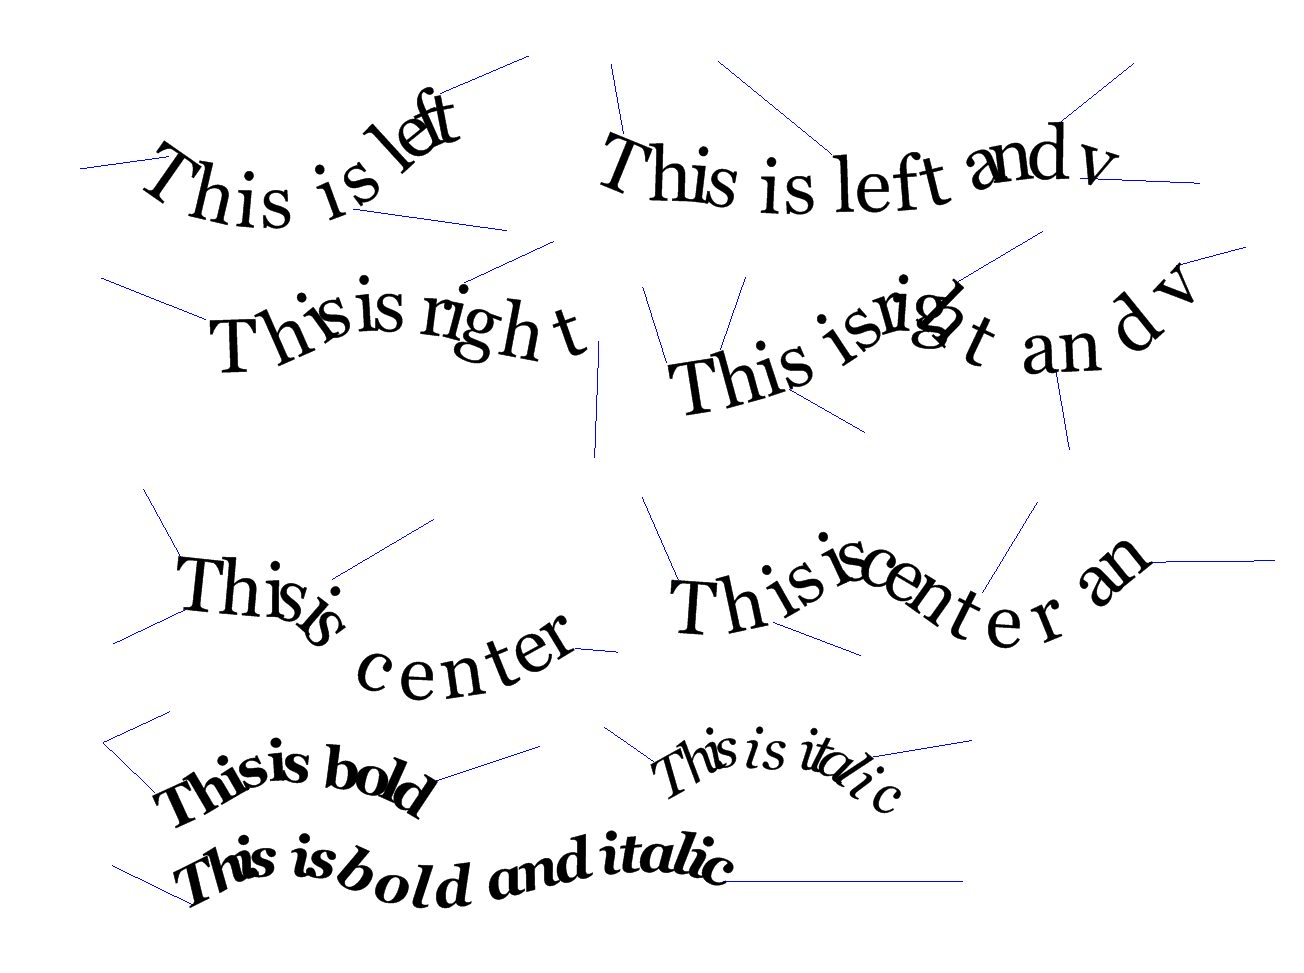 This is left
This is left and v
This is right
This is right and v
This is center
This is center an
This is bold
This is italic
This is bold and italic